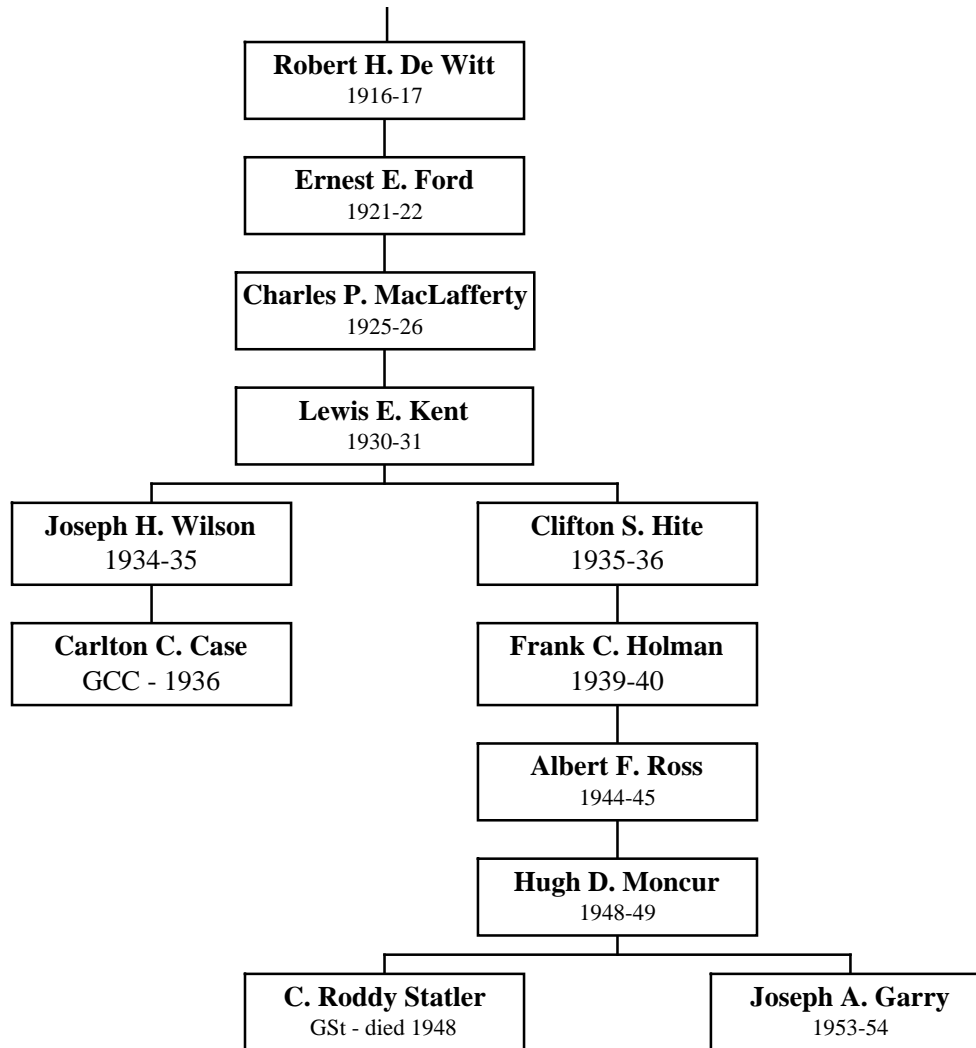 Robert H. De Witt
1916-17
Ernest E. Ford
1921-22
Charles P. MacLafferty
1925-26
Lewis E. Kent
1930-31
Joseph H. Wilson
1934-35
Clifton S. Hite
1935-36
Carlton C. Case
GCC - 1936
Frank C. Holman
1939-40
Albert F. Ross
1944-45
Hugh D. Moncur
1948-49
C. Roddy Statler
GSt - died 1948
Joseph A. Garry
1953-54